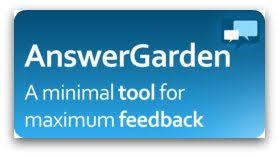 AnswerGarden
A minimal tool for
maximum feedback